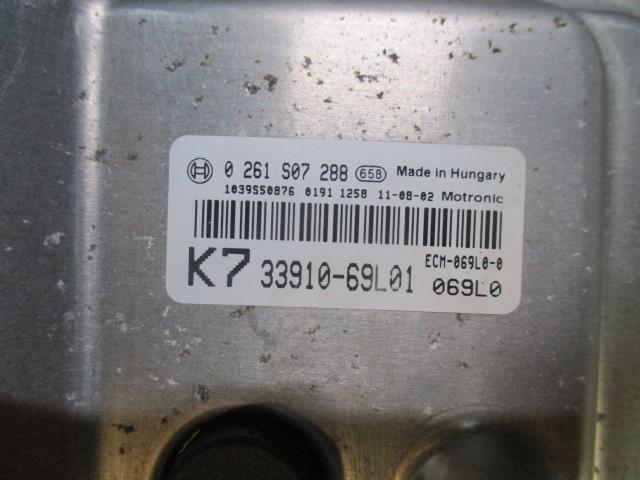 0 261 S07 288 658 Made in Hungary
1039S50876 0191 1258 11-08-02 Motronic
ECM-069L0-0
K7 33910-69L01 069L0